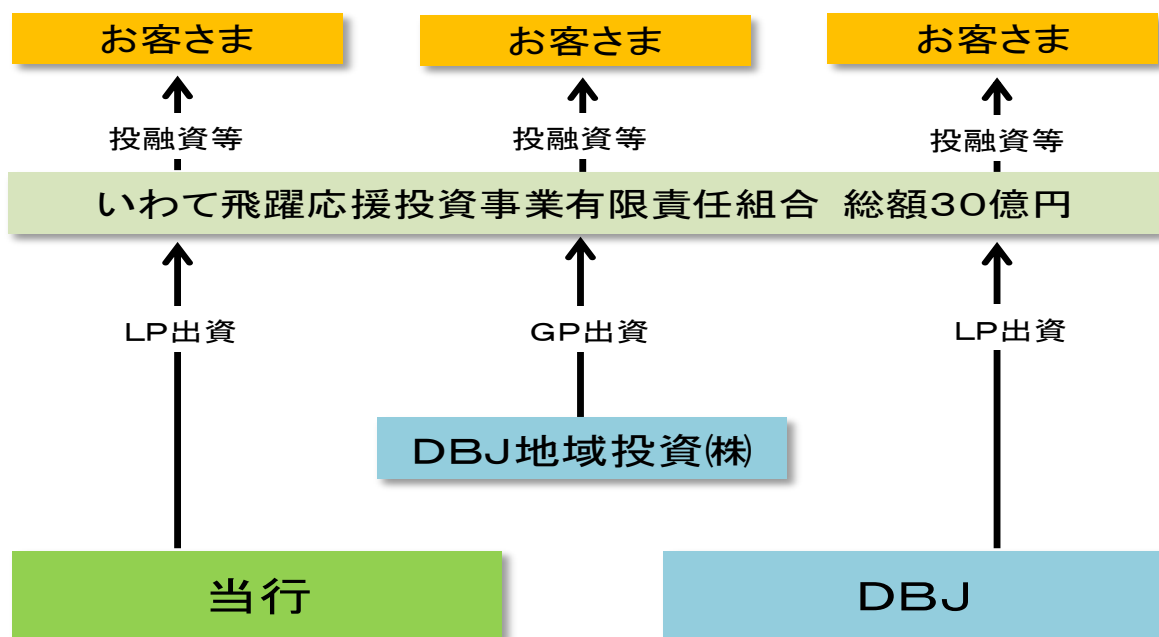 お客さま
お客さま
お客さま
投融資等
投融資等
投融資等
いわて飛躍応援投資事業有限責任組合 総額30億円
LP出資
GP出資
LP出資
DBJ地域投資㈱
当行
DBJ